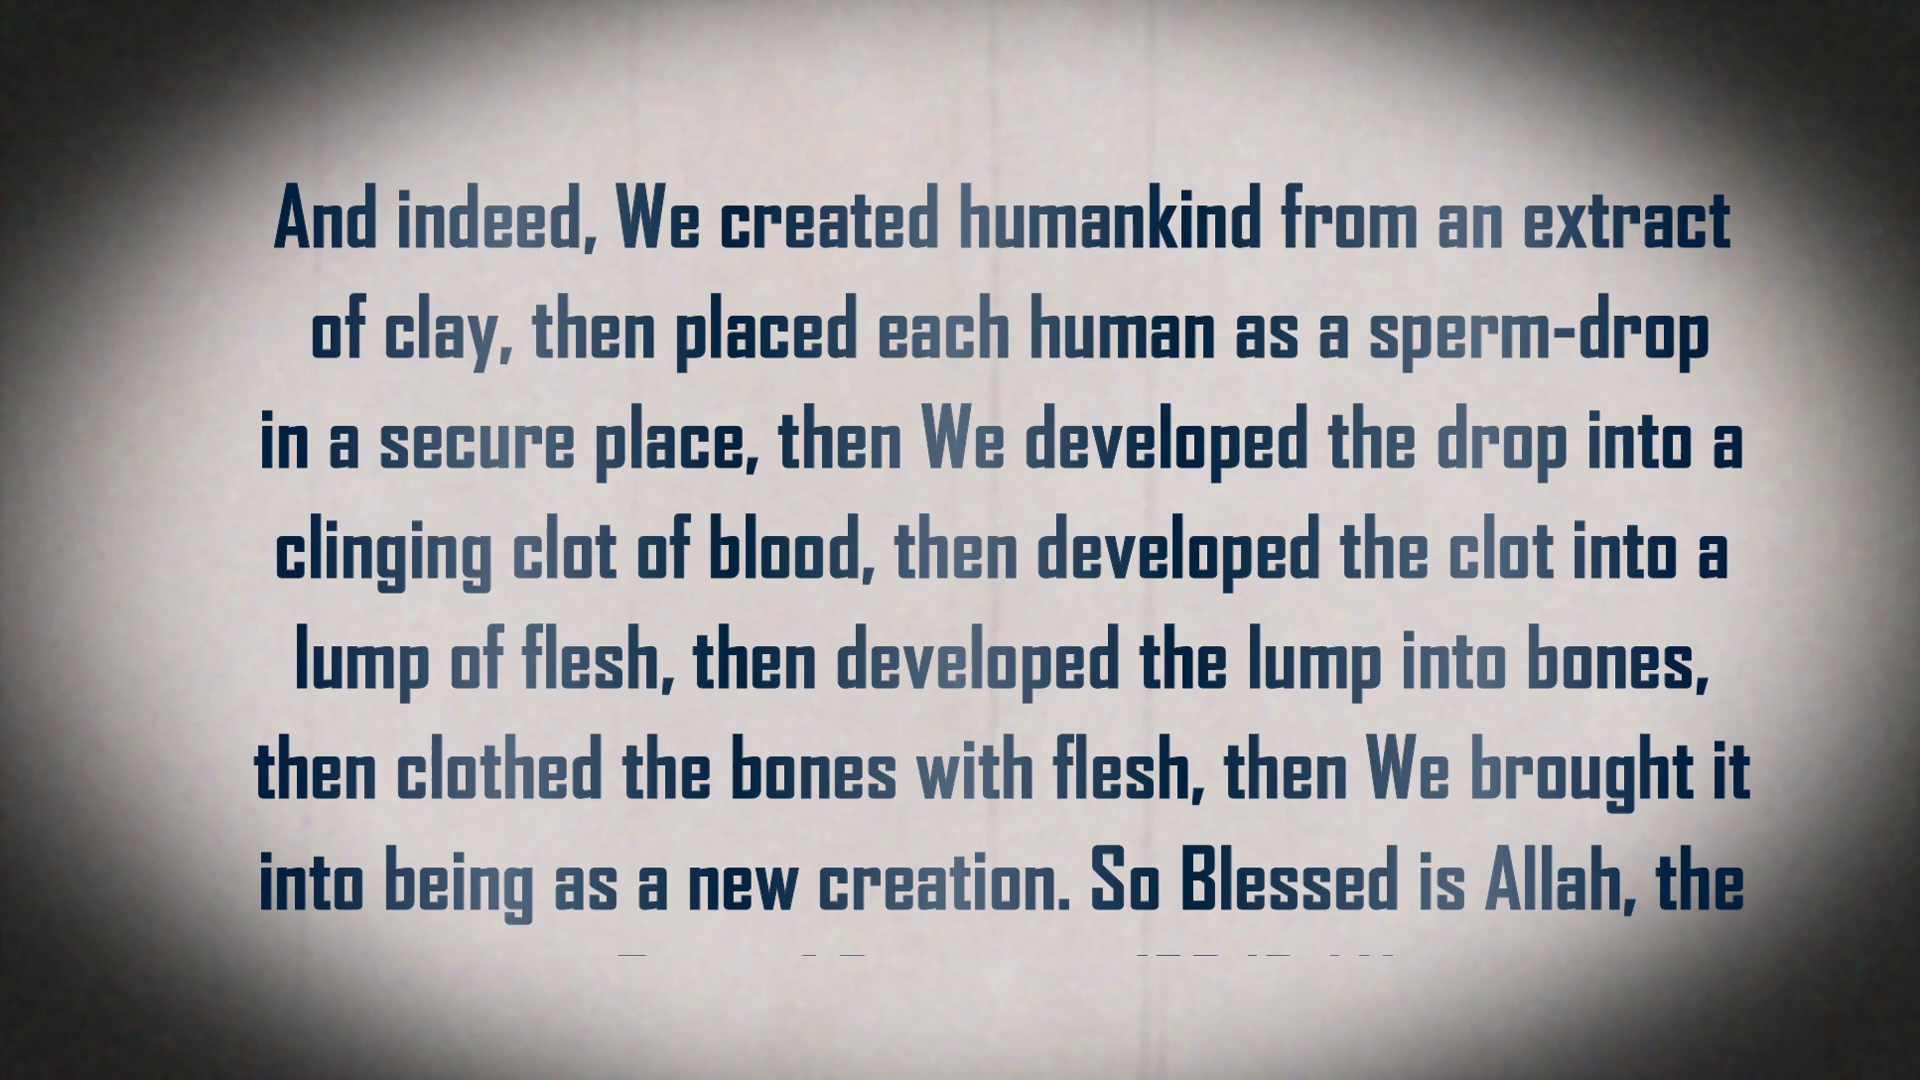 And indeed, We created humankind from an extract
of clay, then placed each human as a sperm-drop
in a secure place, then We developed the drop into a
clinging clot of blood, then developed the clot into a
lump of flesh, then developed the lump into bones,
then clothed the bones with flesh, then We brought it
into being as a new creation. So Blessed is Allah, the